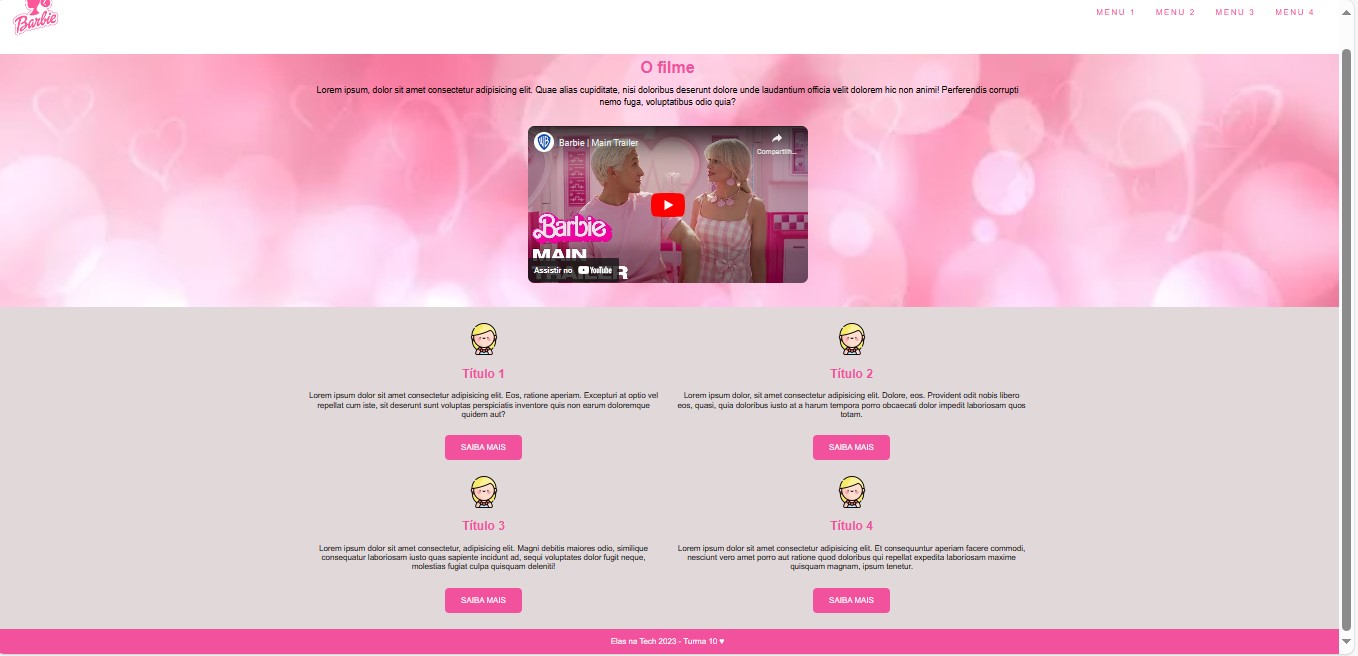 Barbie
MENU 1 MENU 2 MENU 3 MENU 4
O filme
Lorem ipsum, dolor sit amet consectetur adipisicing elit. Quae alias cupiditate, nisi doloribus deserunt dolore unde laudantium officia velit dolorem hic non animi! Perferendis corrupti
nemo fuga, voluptatibus odio quia?
WB
Barbie | Main Trailer
Compartilh...
Barbie
MAIN
Assistir no YouTube
R
Título 1
Lorem ipsum dolor sit amet consectetur adipisicing elit. Eos, ratione aperiam. Excepturi at optio vel
repellat cum iste, sit deserunt sunt voluptas perspiciatis inventore quis non earum doloremque
quidem aut?
SAIBA MAIS
Título 2
Lorem ipsum dolor, sit amet consectetur adipisicing elit. Dolore, eos. Provident odit nobis libero
eos, quasi, quia doloribus iusto at a harum tempora porro obcaecati dolor impedit laboriosam quos
totam.
SAIBA MAIS
Título 3
Lorem ipsum dolor sit amet consectetur, adipisicing elit. Magni debitis maiores odio, similique
consequatur laboriosam iusto quas sapiente incidunt ad, sequi voluptates dolor fugit neque,
molestias fugiat culpa quisquam deleniti!
SAIBA MAIS
Título 4
Lorem ipsum dolor sit amet consectetur adipisicing elit. Et consequuntur aperiam facere commodi,
nesciunt vero amet porro aut ratione quod doloribus qui repellat expedita laboriosam maxime
quisquam magnam, ipsum tenetur.
SAIBA MAIS
Elas na Tech 2023 - Turma 10 ♥